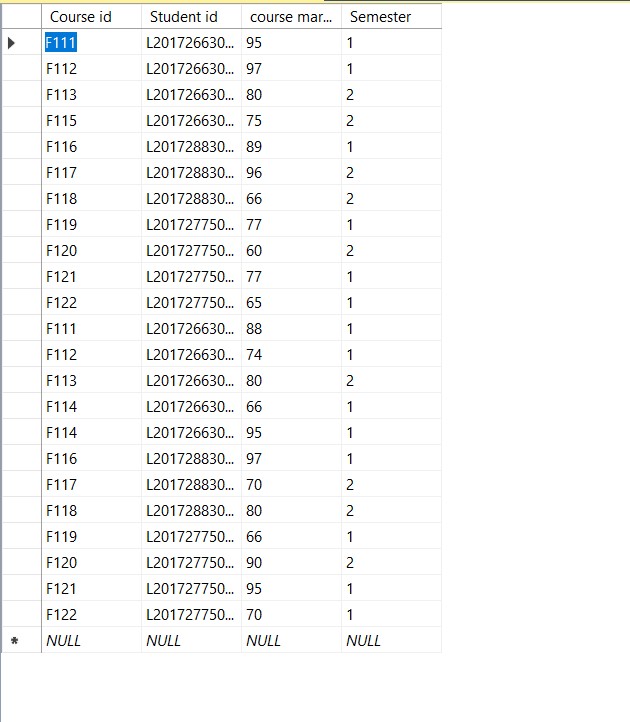 Course id Student id course mar... Semester
F111 L201726630... 95 1
F112 L201726630... 97 1
F113 L201726630... 80 2
F115 L201726630... 75 2
F116 L201728830... 89 1
F117 L201728830... 96 2
F118 L201728830... 66 2
F119 L201727750... 77 1
F120 L201727750... 60 2
F121 L201727750... 77 1
F122 L201727750... 65 1
F111 L201726630... 88 1
F112 L201726630... 74 1
F113 L201726630... 80 2
F114 L201726630... 66 1
F114 L201726630... 95 1
F116 L201728830... 97 1
F117 L201728830... 70 2
F118 L201728830... 80 2
F119 L201727750... 66 1
F120 L201727750... 90 2
F121 L201727750... 95 1
F122 L201727750... 70 1
* NULL NULL NULL NULL